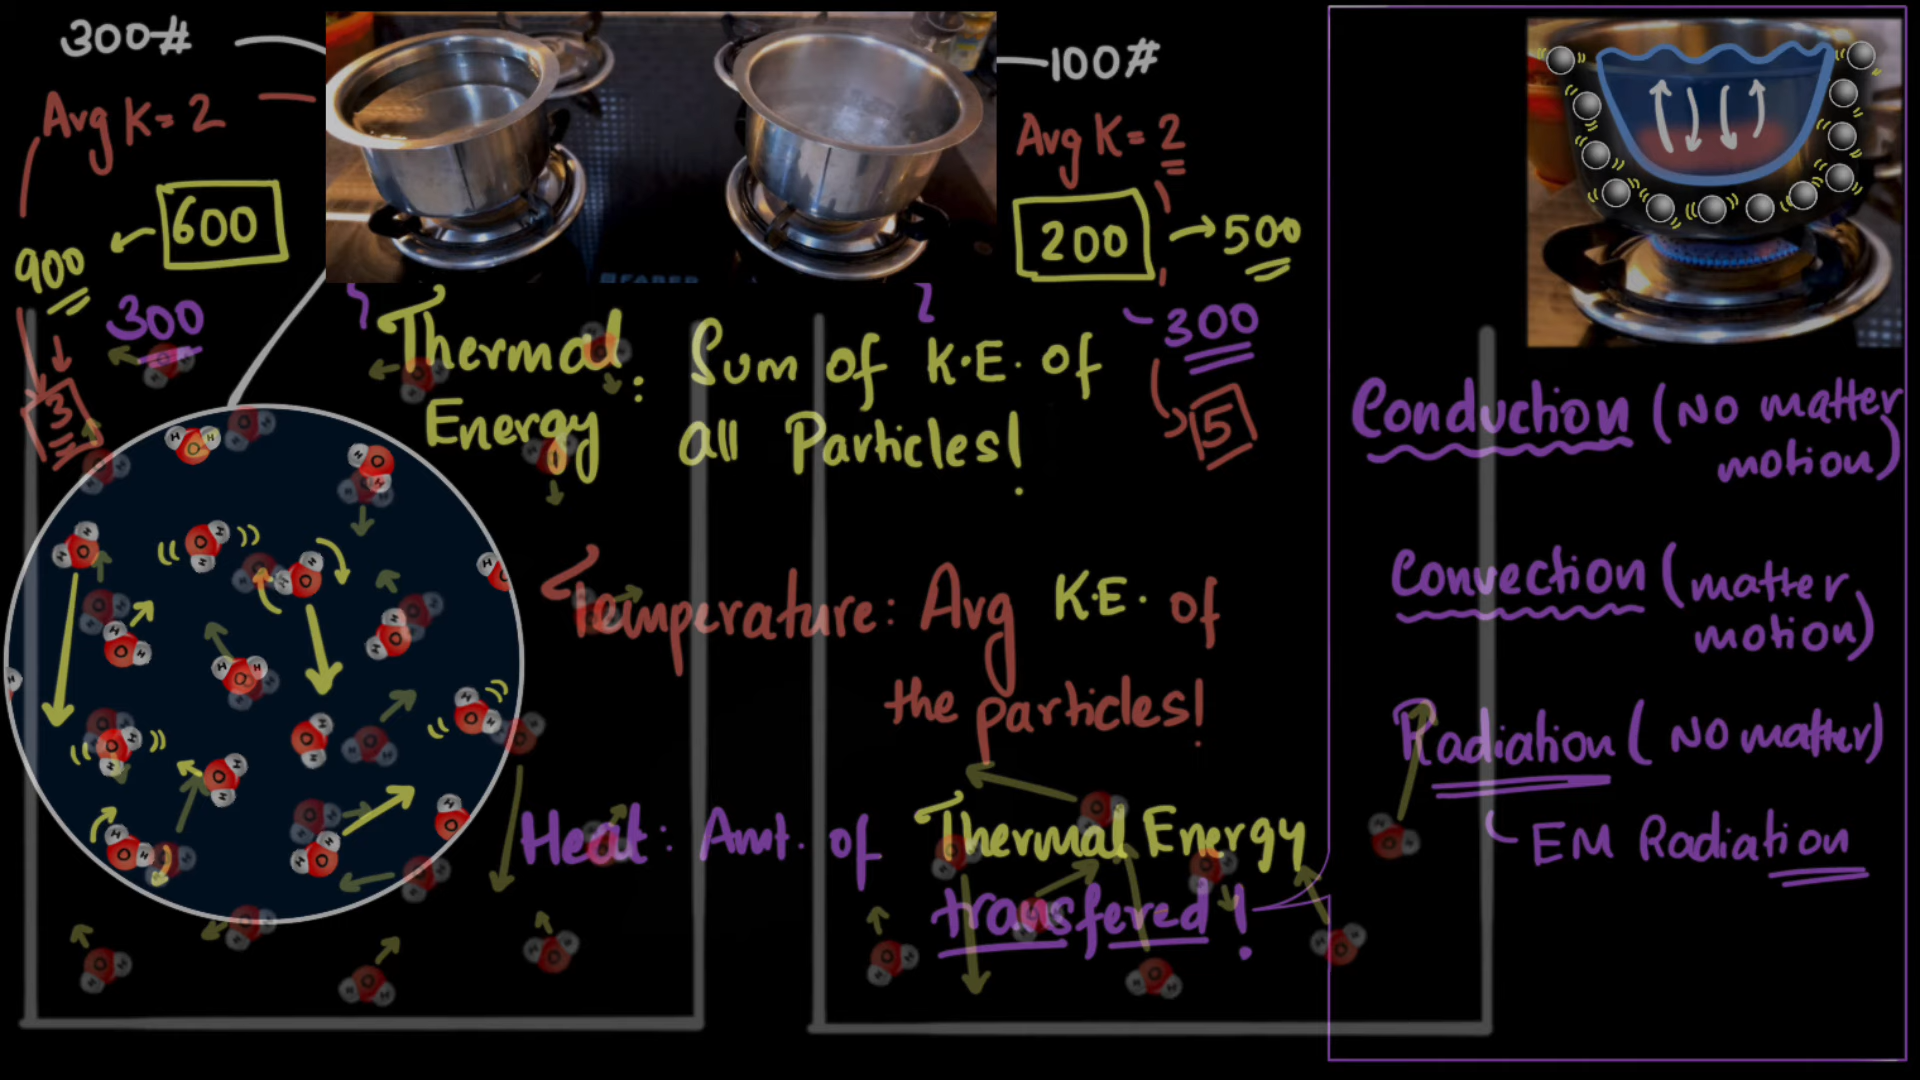 300#
Avg K = 2
600
900
300
3
100#
Avg K = 2
200
500
300
5
FABER
Thermal Energy : Sum of K.E. of
all Particles!
Temperature: Avg K.E. of
the particles!
Heat: Amt. of Thermal Energy
transfered!
Conduction (No matter
motion)
Convection (matter
motion)
Radiation (No matter)
EM Radiation